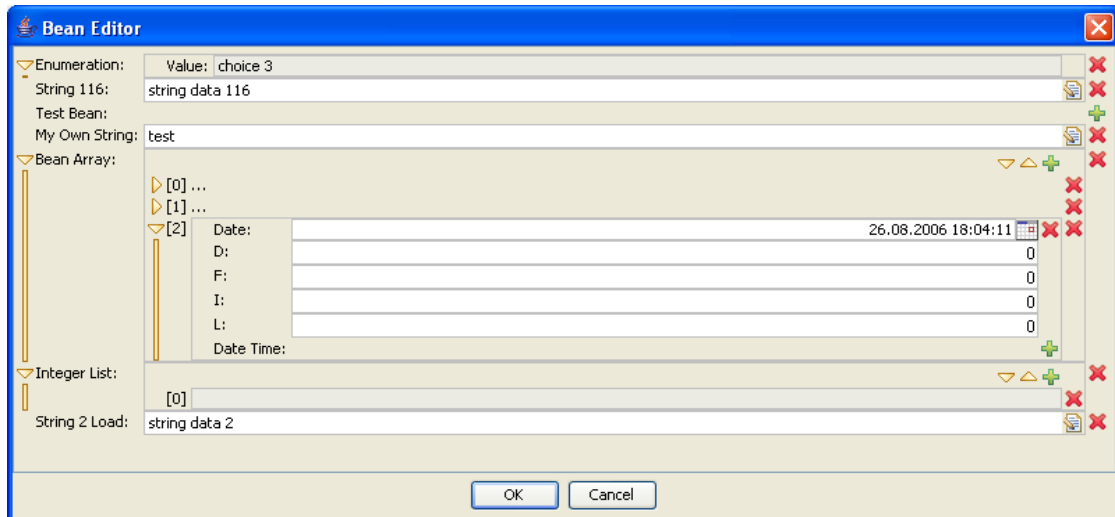 Bean Editor
Enumeration: Value: choice 3
String 116: string data 116
Test Bean:
My Own String: test
Bean Array:
[0] ...
[1] ...
[2] Date: 26.08.2006 18:04:11
D: 0
F: 0
I: 0
L: 0
Date Time:
Integer List:
[0]
String 2 Load: string data 2
OK Cancel